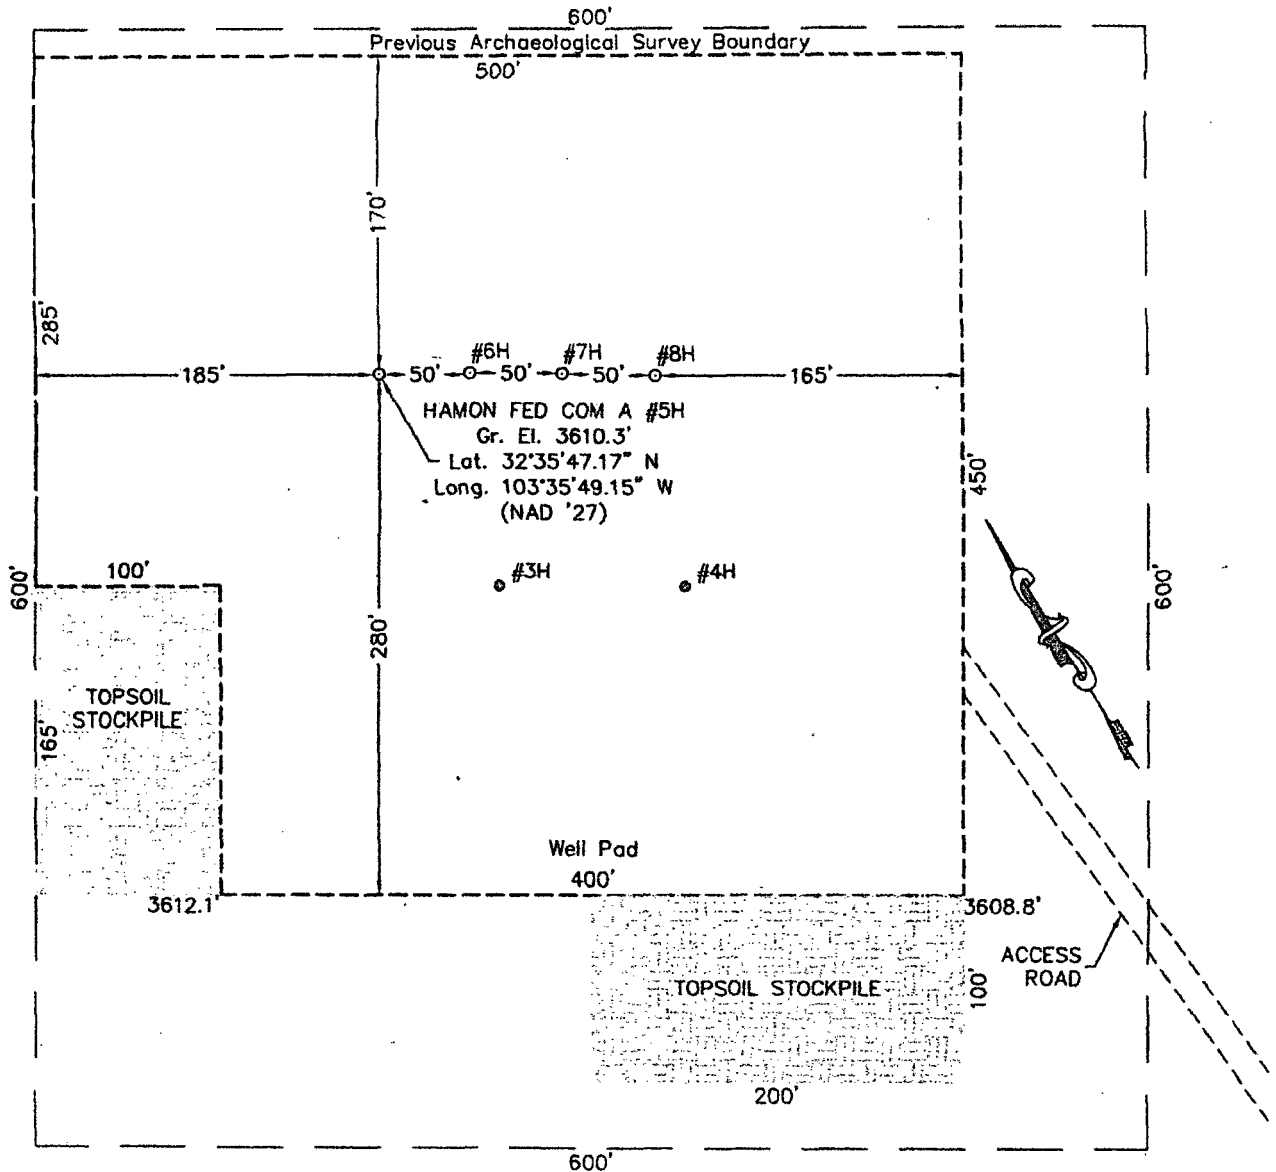 600'
Previous Archaeological Survey Boundary
500'
170'
285'
185'
50'
#6H
50'
#7H
50'
#8H
165'
HAMON FED COM A #5H
Gr. El. 3610.3'
Lat. 32°35'47.17" N
Long. 103°35'49.15" W
(NAD '27)
450'
100'
#3H
#4H
600'
600'
280'
TOPSOIL
STOCKPILE
165'
Well Pad
400'
3612.1'
3608.8'
ACCESS
ROAD
TOPSOIL STOCKPILE
100'
200'
600'